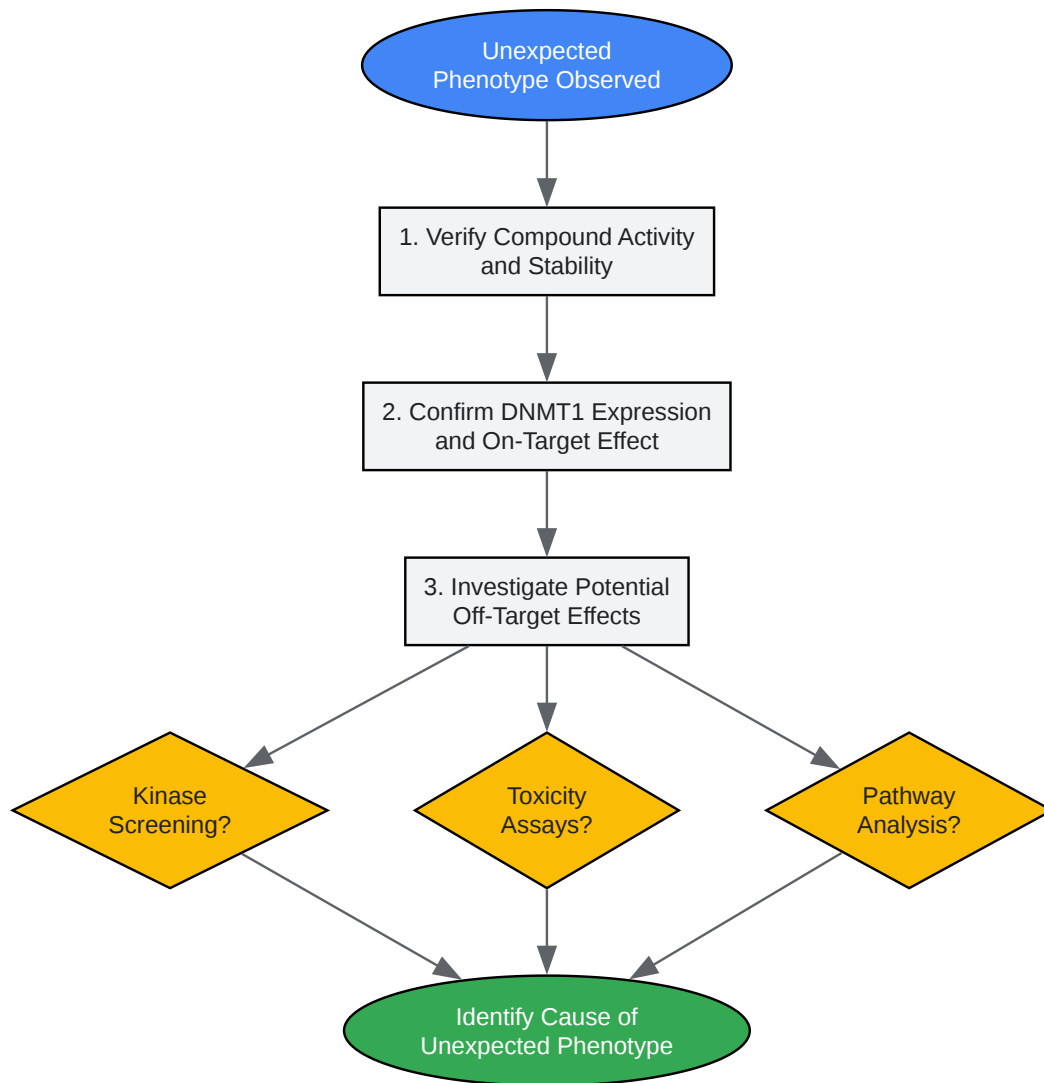 Unexpected
Phenotype Observed
1. Verify Compound Activity
and Stability
2. Confirm DNMT1 Expression
and On-Target Effect
3. Investigate Potential
Off-Target Effects
Kinase
Screening?
Toxicity
Assays?
Pathway
Analysis?
Identify Cause of
Unexpected Phenotype